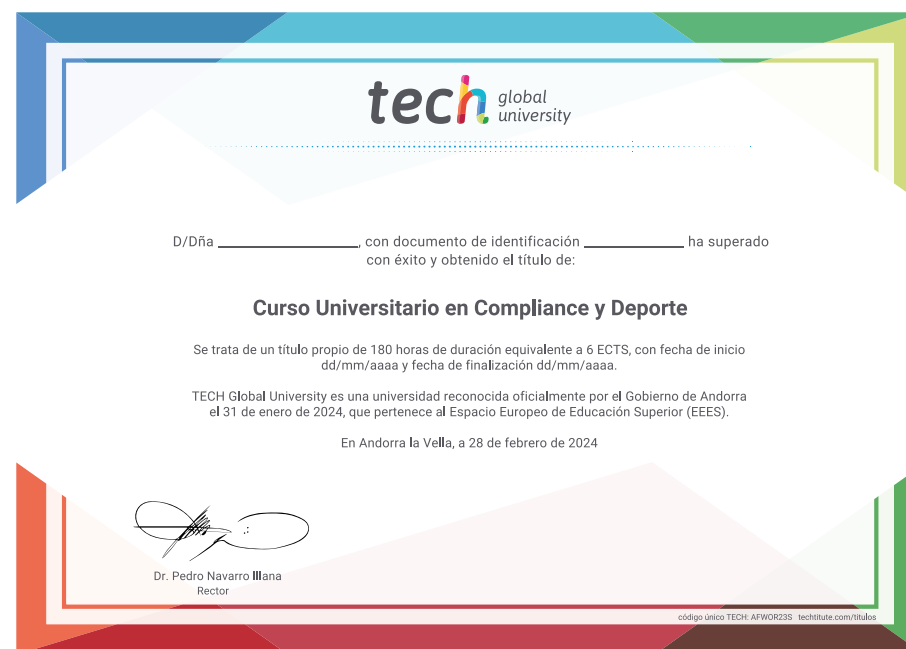 tech global university
D/Dña ______________, con documento de identificación __________ ha superado
con éxito y obtenido el título de:
Curso Universitario en Compliance y Deporte
Se trata de un título propio de 180 horas de duración equivalente a 6 ECTS, con fecha de inicio
dd/mm/aaaa y fecha de finalización dd/mm/aaaa.
TECH Global University es una universidad reconocida oficialmente por el Gobierno de Andorra
el 31 de enero de 2024, que pertenece al Espacio Europeo de Educación Superior (EEES).
En Andorra la Vella, a 28 de febrero de 2024
Dr. Pedro Navarro Illana
Rector
código único TECH: AFWOR23S techtitute.com/titulos